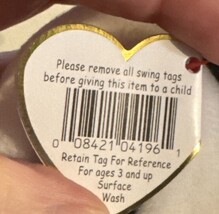 Please remove all swing tags
before giving this item to a child
0 08421 04196 1
Retain Tag For Reference
For ages 3 and up
Surface
Wash